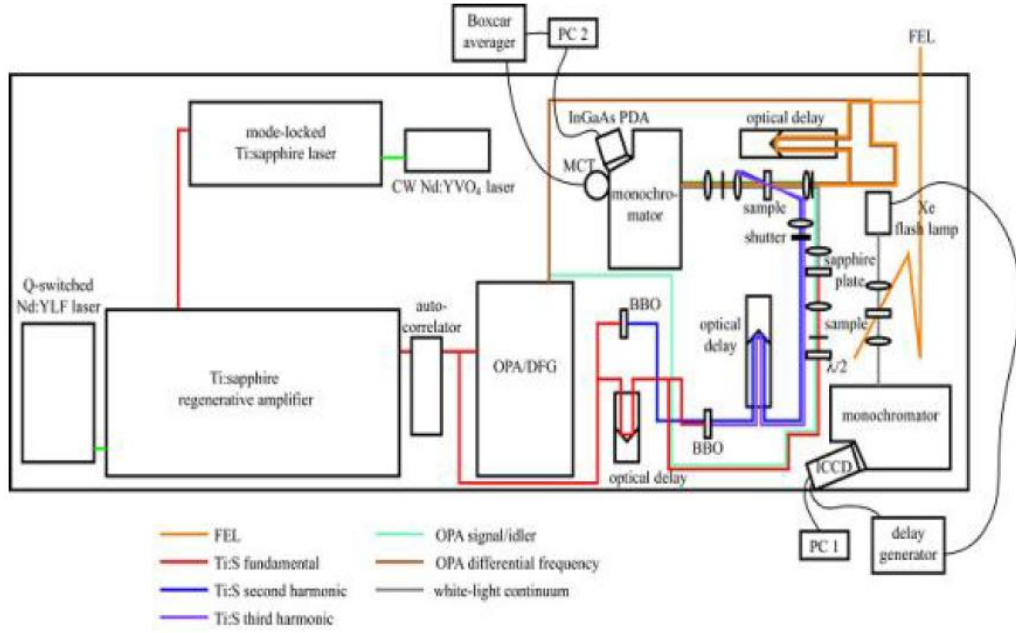 Boxcar
averager
PC 2
FEL
mode-locked
Ti:sapphire laser
CW Nd:YVO₄ laser
InGaAs PDA
MCT
monochro-
mator
optical delay
sample
shutter
Xe
flash lamp
sapphire
plate
sample
λ/2
Q-switched
Nd:YLF laser
auto-
correlator
Ti:sapphire
regenerative amplifier
OPA/DFG
BBO
optical
delay
BBO
optical delay
monochromator
ICCD
PC 1
delay
generator
FEL
Ti:S fundamental
Ti:S second harmonic
Ti:S third harmonic
OPA signal/idler
OPA differential frequency
white-light continuum